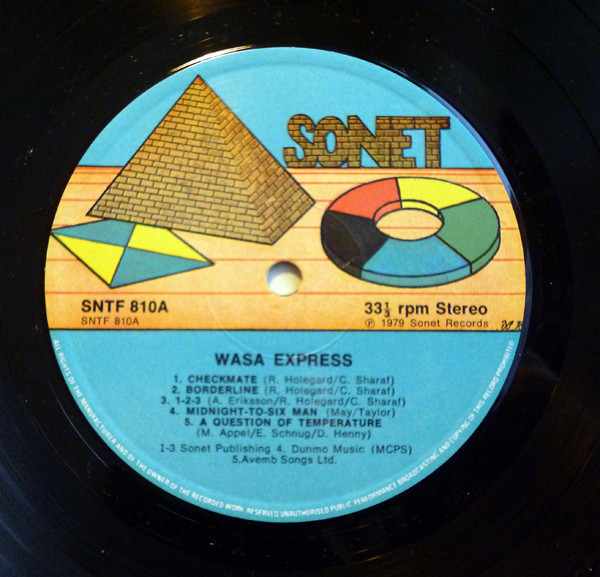 SONET
SNTF 810A
SNTF 810A
33⅓ rpm Stereo
℗ 1979 Sonet Records
WASA EXPRESS
1. CHECKMATE (R. Holegard/C. Sharaf)
2. BORDERLINE (R. Holegard/C. Sharaf)
3. 1-2-3 (A. Eriksson/R. Holegard/C. Sharaf)
4. MIDNIGHT-TO-SIX MAN (May/Taylor)
5. A QUESTION OF TEMPERATURE
(M. Appel/E. Schnug/D. Henny)
1-3 Sonet Publishing 4. Dunmo Music (MCPS)
5.Avemb Songs Ltd.
ALL RIGHTS OF THE MANUFACTURER AND OF THE OWNER OF THE RECORDED WORK RESERVED. UNAUTHORISED PUBLIC PERFORMANCE BROADCASTING AND COPYING OF THIS RECORD PROHIBITED